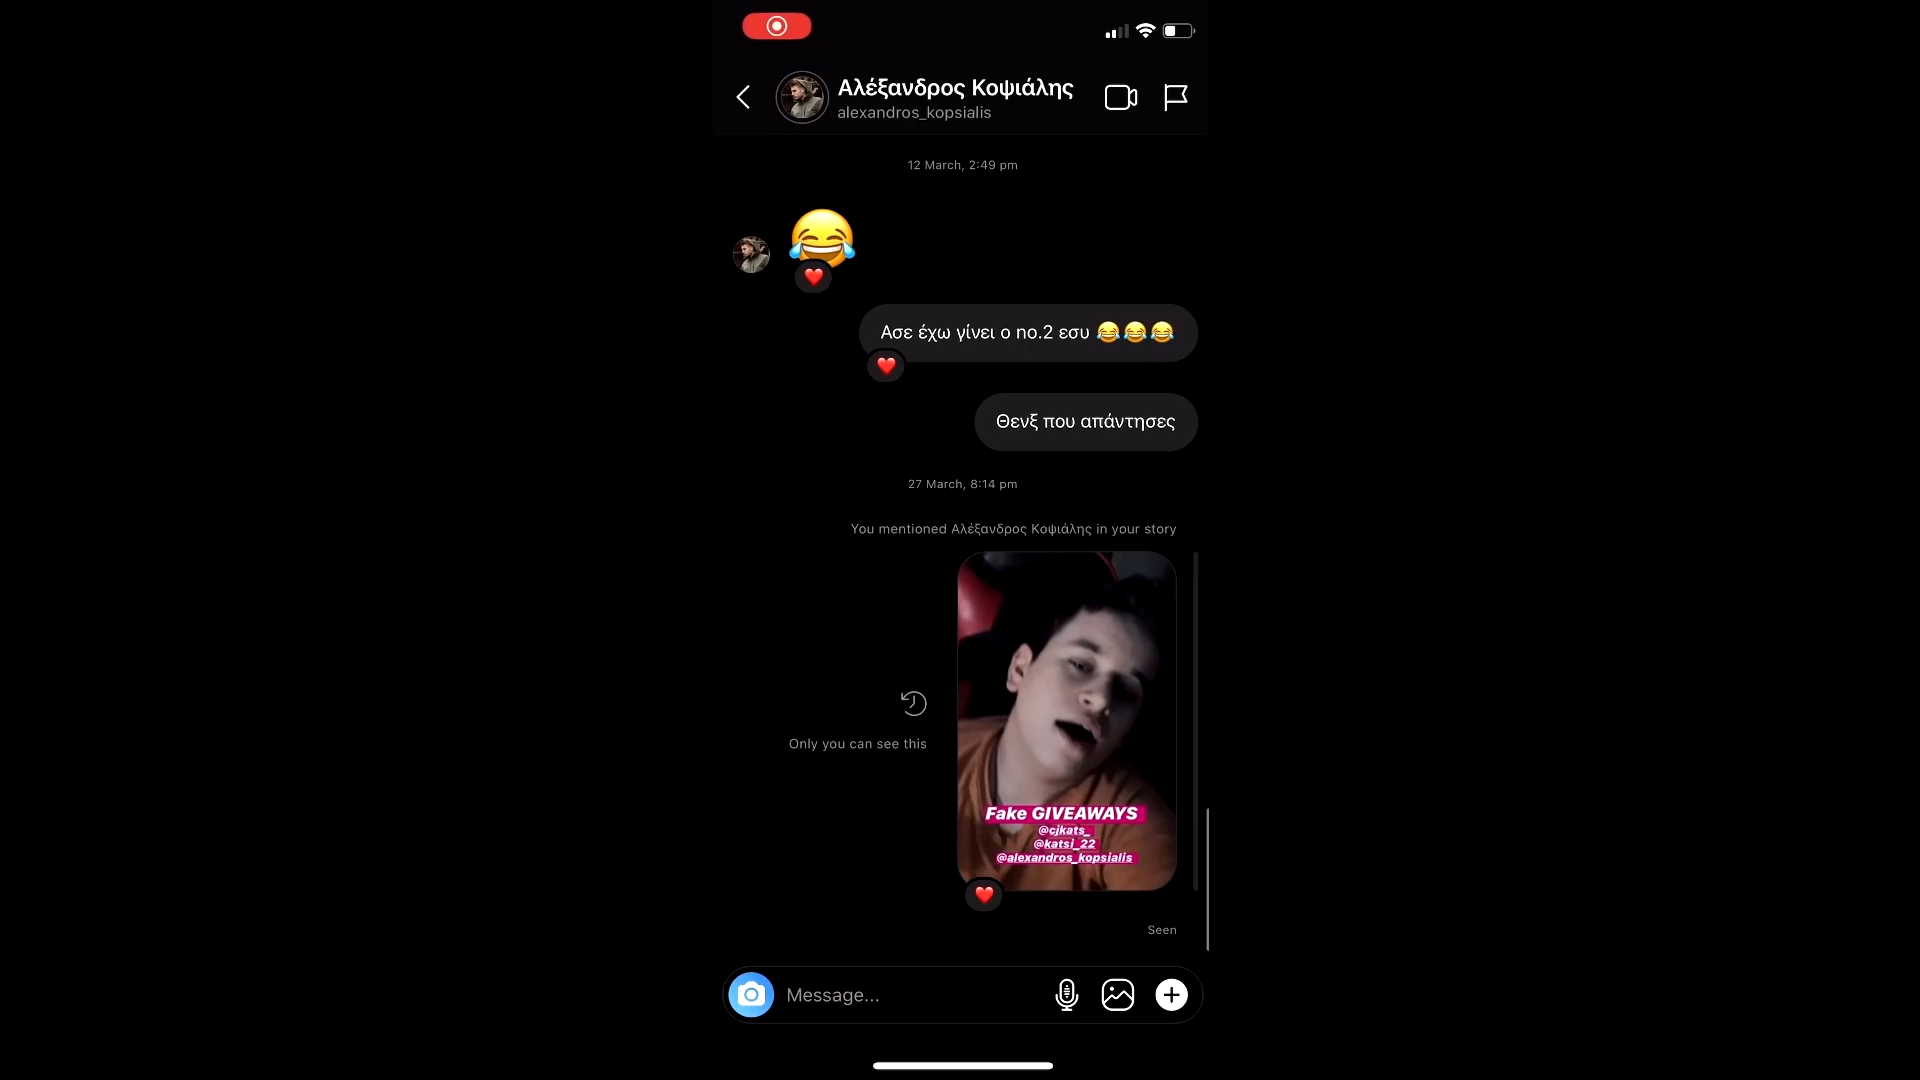 Αλέξανδρος Κοψιάλης
alexandros_kopsialis
12 March, 2:49 pm
Ασε έχω γίνει ο no.2 εσυ 😂😂😂
Θενξ που απάντησες
27 March, 8:14 pm
You mentioned Αλέξανδρος Κοψιάλης in your story
Only you can see this
Fake GIVEAWAYS
@cjkats_
@katsi_22
@alexandros_kopsialis
Seen
Message...